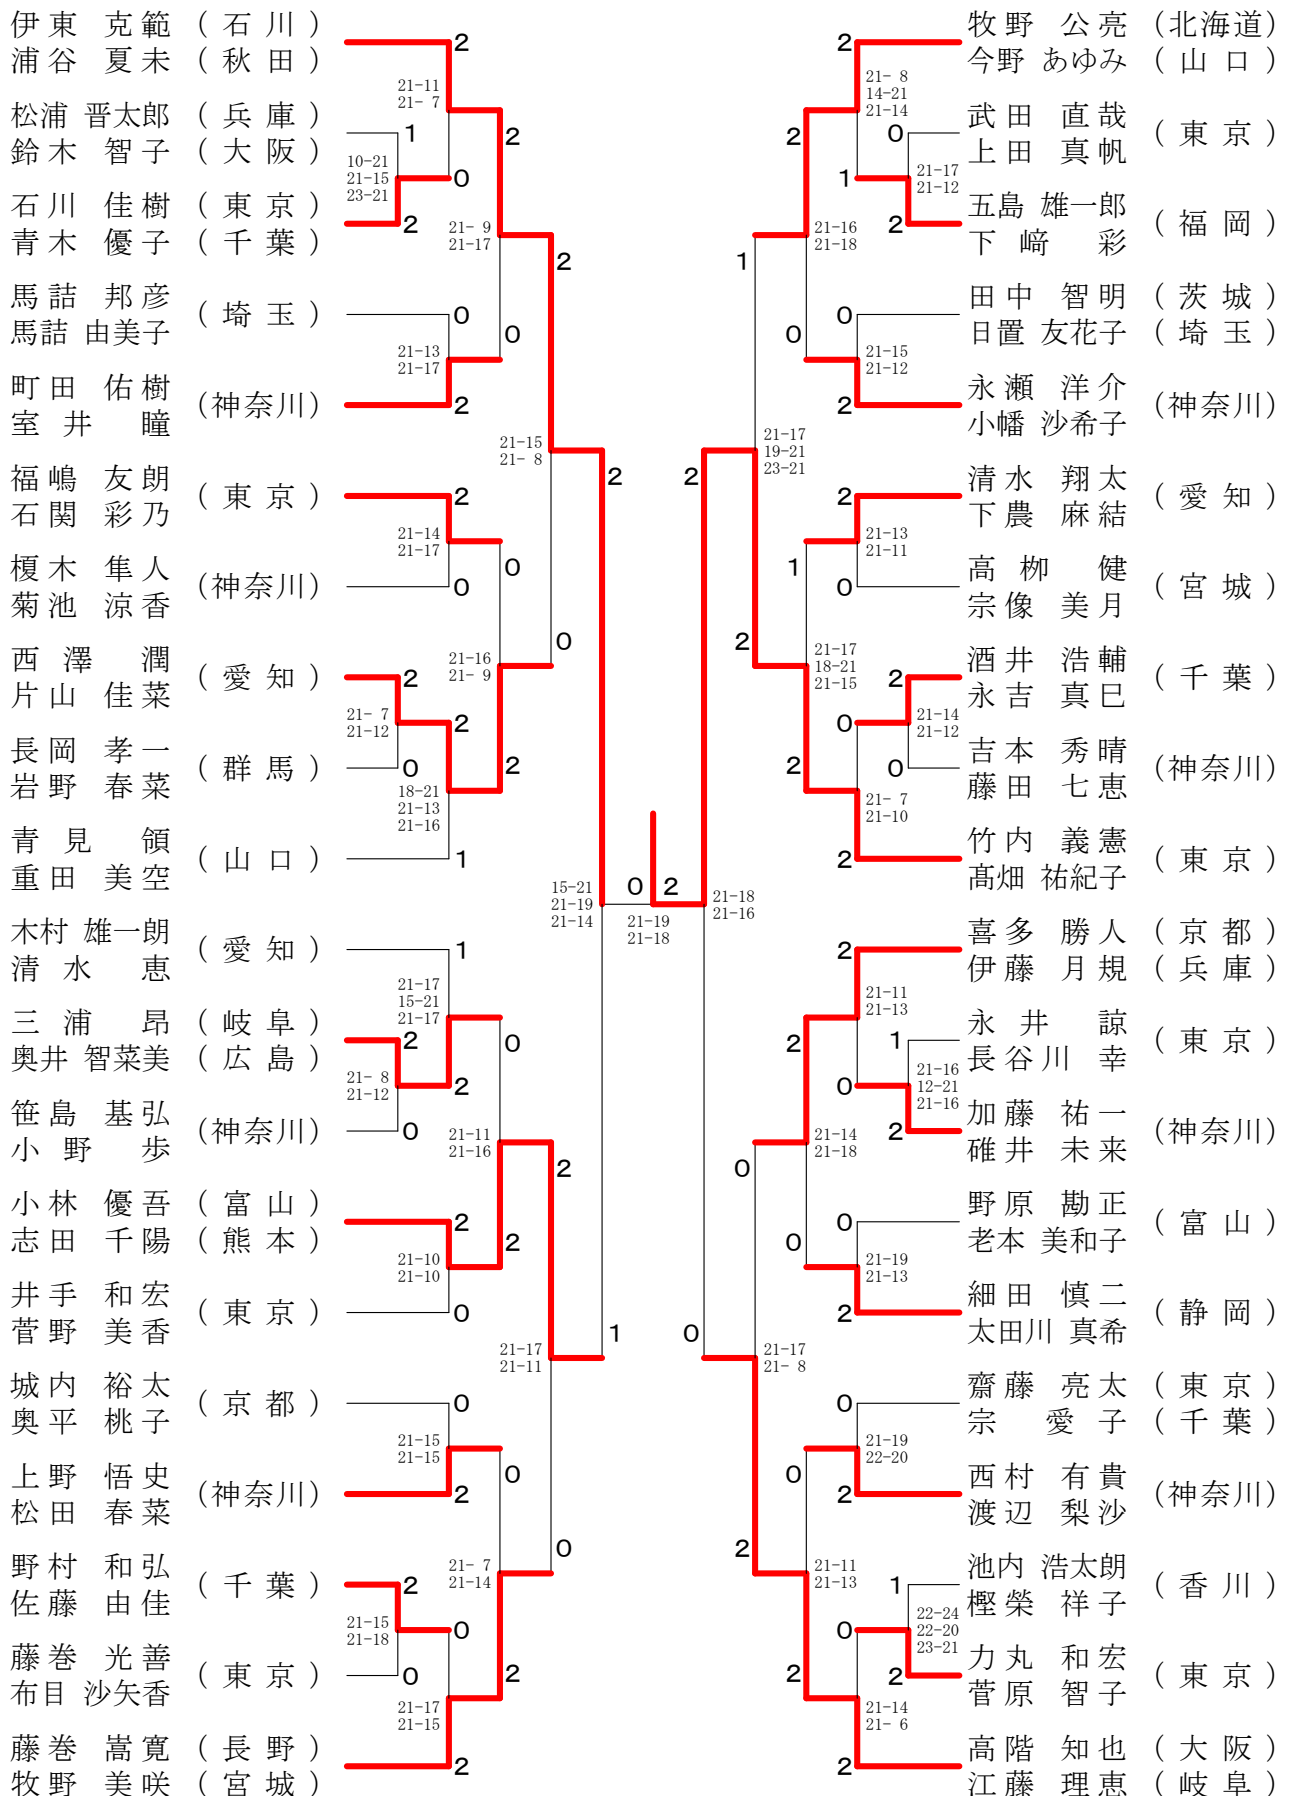 伊東 克範 (石川)
浦谷 夏未 (秋田)
2
21-11
21- 7
松浦 晋太郎 (兵庫)
鈴木 智子 (大阪)
1
2
10-21
21-15
23-21
0
石川 佳樹 (東京)
青木 優子 (千葉)
2
21- 9
21-17
2
馬詰 邦彦
馬詰 由美子
(埼玉)
0
0
21-13
21-17
町田 佑樹
室井 瞳
(神奈川)
2
21-15
21- 8
2
福嶋 友朗
石関 彩乃
(東京)
2
21-14
21-17
0
榎木 隼人
菊池 涼香
(神奈川)
0
0
西澤 潤
片山 佳菜
(愛知)
2
21-16
21- 9
21- 7
21-12
2
長岡 孝一
岩野 春菜
(群馬)
0
2
18-21
21-13
21-16
青見 領
重田 美空
(山口)
1
15-21
21-19
21-14
0
2
21-19
21-18
木村 雄一朗
清水 恵
(愛知)
1
21-17
15-21
21-17
三浦 昂 (岐阜)
奥井 智菜美 (広島)
2
0
21- 8
21-12
2
笹島 基弘
小野 歩
(神奈川)
0
21-11
21-16
2
小林 優吾 (富山)
志田 千陽 (熊本)
2
2
21-10
21-10
井手 和宏
菅野 美香
(東京)
0
1
21-17
21-11
城内 裕太
奥平 桃子
(京都)
0
21-15
21-15
0
上野 悟史
松田 春菜
(神奈川)
2
0
野村 和弘
佐藤 由佳
(千葉)
2
21- 7
21-14
21-15
21-18
0
藤巻 光善
布目 沙矢香
(東京)
0
2
21-17
21-15
藤巻 嵩寛 (長野)
牧野 美咲 (宮城)
2
牧野 公亮 (北海道)
今野 あゆみ (山口)
2
21- 8
14-21
21-14
武田 直哉
上田 真帆
(東京)
0
2
21-17
21-12
1
五島 雄一郎
下﨑 彩
(福岡)
2
21-16
21-18
1
田中 智明 (茨城)
日置 友花子 (埼玉)
0
0
21-15
21-12
永瀬 洋介
小幡 沙希子
(神奈川)
2
21-17
19-21
23-21
2
清水 翔太
下農 麻結
(愛知)
2
21-13
21-11
1
高栁 健
宗像 美月
(宮城)
0
2
21-17
18-21
21-15
酒井 浩輔
永吉 真巳
(千葉)
2
21-14
21-12
0
吉本 秀晴
藤田 七恵
(神奈川)
0
2
21- 7
21-10
竹内 義憲
髙畑 祐紀子
(東京)
2
21-18
21-16
喜多 勝人 (京都)
伊藤 月規 (兵庫)
2
21-11
21-13
永井 諒
長谷川 幸
(東京)
1
2
21-16
12-21
21-16
0
加藤 祐一
碓井 未来
(神奈川)
2
21-14
21-18
0
野原 勘正
老本 美和子
(富山)
0
0
21-19
21-13
細田 慎二
太田川 真希
(静岡)
2
0
21-17
21- 8
齋藤 亮太 (東京)
宗 愛子 (千葉)
0
21-19
22-20
0
西村 有貴
渡辺 梨沙
(神奈川)
2
2
21-11
21-13
池内 浩太朗
樫榮 祥子
(香川)
1
22-24
22-20
23-21
0
力丸 和宏
菅原 智子
(東京)
2
2
21-14
21- 6
高階 知也 (大阪)
江藤 理恵 (岐阜)
2